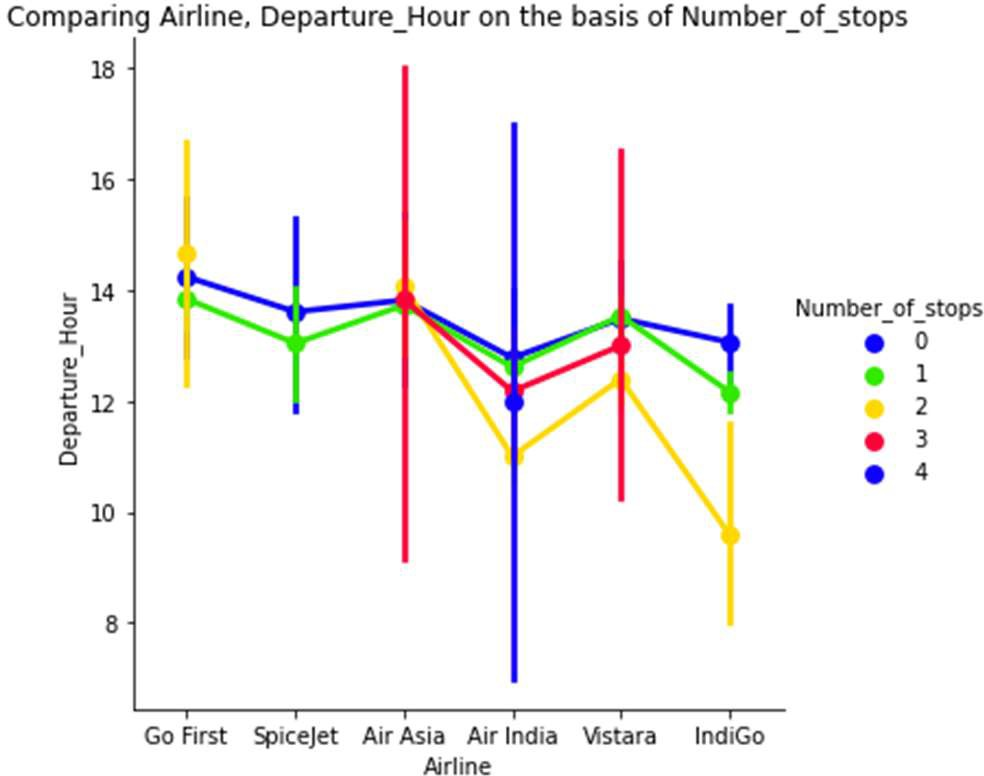 Comparing Airline, Departure_Hour on the basis of Number_of_stops
18
16
14
12
10
8
Departure_Hour
Go First SpiceJet Air Asia Air India Vistara IndiGo
Airline
Number_of_stops
0
1
2
3
4